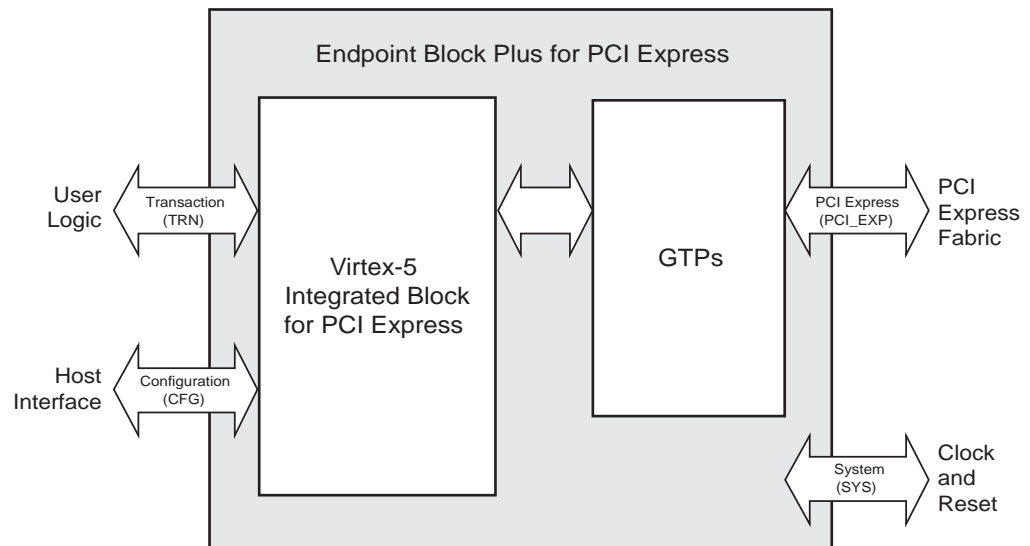 Endpoint Block Plus for PCI Express
User
Logic
Transaction
(TRN)
PCI Express
(PCI_EXP)
PCI
Express
Fabric
Virtex-5
Integrated Block
for PCI Express
GTPs
Host
Interface
Configuration
(CFG)
System
(SYS)
Clock
and
Reset